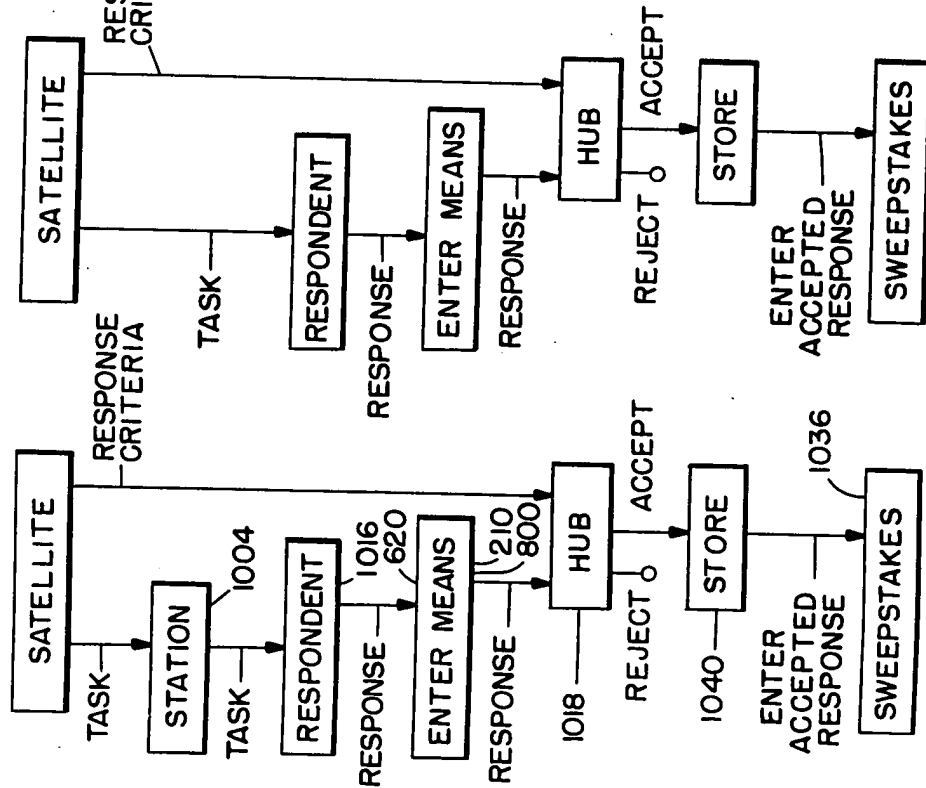 SATELLITE
RESPONSE
CRITERIA
TASK
STATION
1004
TASK
RESPONDENT
1016
620
RESPONSE
ENTER MEANS
210
800
RESPONSE
HUB
1018
REJECT
ACCEPT
STORE
1040
ENTER
ACCEPTED
RESPONSE
1036
SWEEPSTAKES
SATELLITE
RES
CRI
TASK
RESPONDENT
RESPONSE
ENTER MEANS
RESPONSE
HUB
REJECT
ACCEPT
STORE
ENTER
ACCEPTED
RESPONSE
SWEEPSTAKES